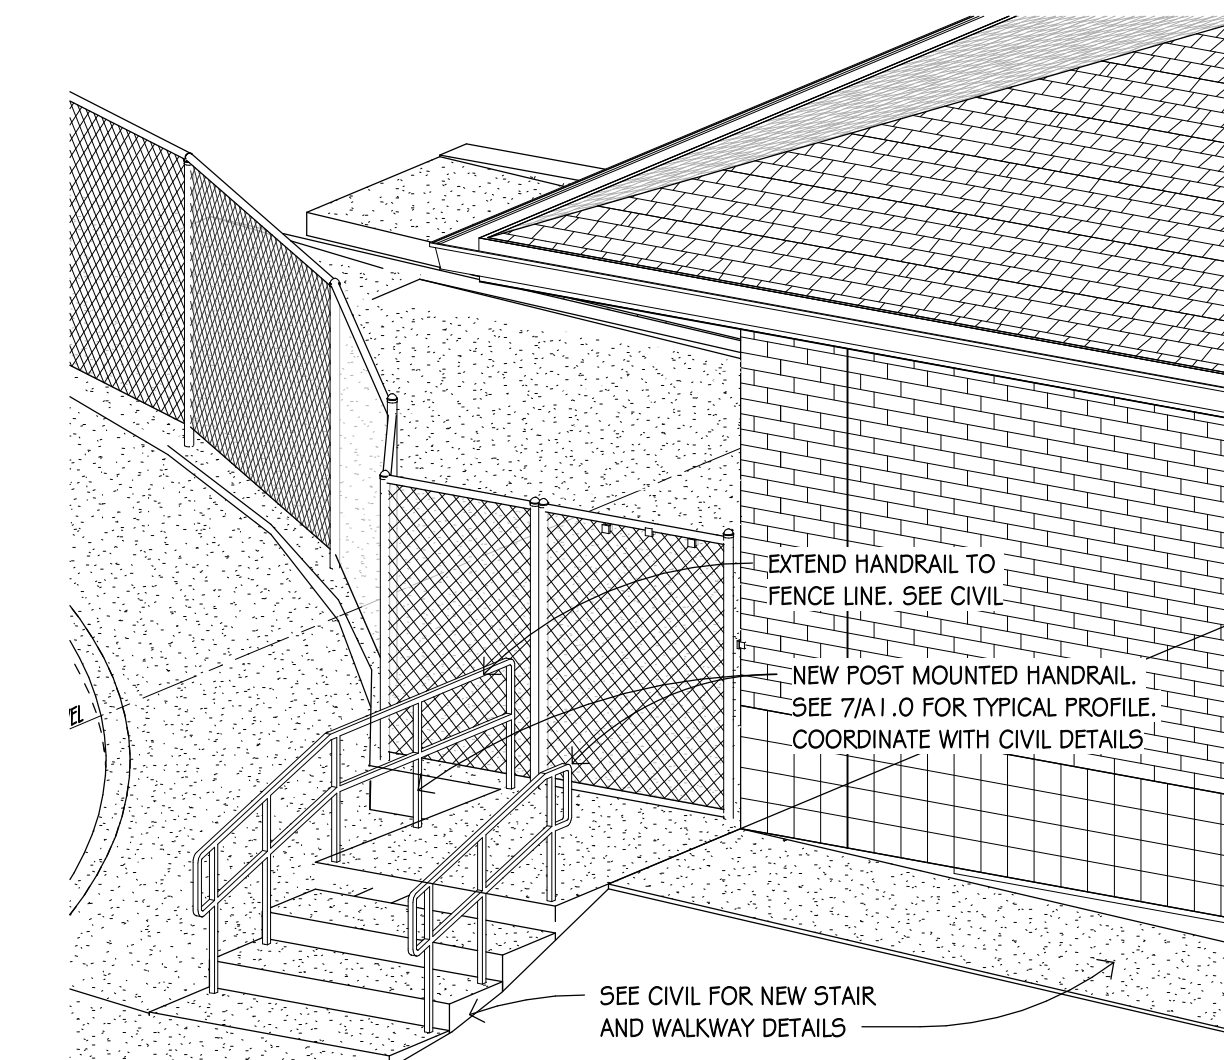 EXTEND HANDRAIL TO
FENCE LINE. SEE CIVIL
NEW POST MOUNTED HANDRAIL.
SEE 7/A1.0 FOR TYPICAL PROFILE.
COORDINATE WITH CIVIL DETAILS
SEE CIVIL FOR NEW STAIR
AND WALKWAY DETAILS